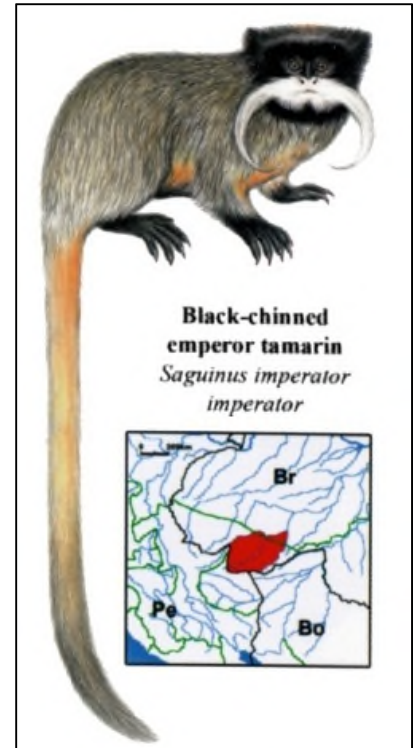 Black-chinned
emperor tamarin
Saguinus imperator
imperator
Br
Pe
Bo